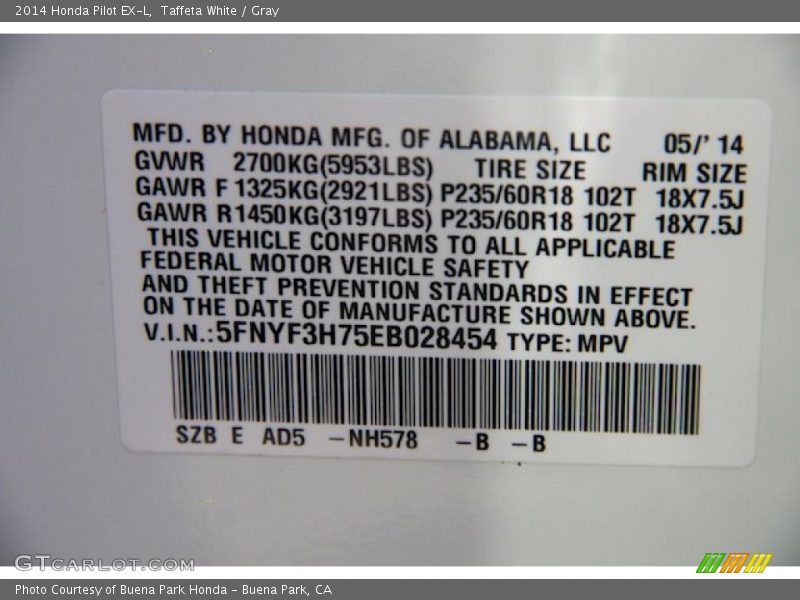 2014 Honda Pilot EX-L, Taffeta White / Gray
MFD. BY HONDA MFG. OF ALABAMA, LLC 05/' 14
GVWR 2700KG(5953LBS) TIRE SIZE RIM SIZE
GAWR F 1325KG(2921LBS) P235/60R18 102T 18X7.5J
GAWR R1450KG(3197LBS) P235/60R18 102T 18X7.5J
THIS VEHICLE CONFORMS TO ALL APPLICABLE
FEDERAL MOTOR VEHICLE SAFETY
AND THEFT PREVENTION STANDARDS IN EFFECT
ON THE DATE OF MANUFACTURE SHOWN ABOVE.
V.I.N.:5FNYF3H75EB028454 TYPE: MPV
SZB E AD5 -NH578 -B -B
GTCARLOT.COM
Photo Courtesy of Buena Park Honda - Buena Park, CA